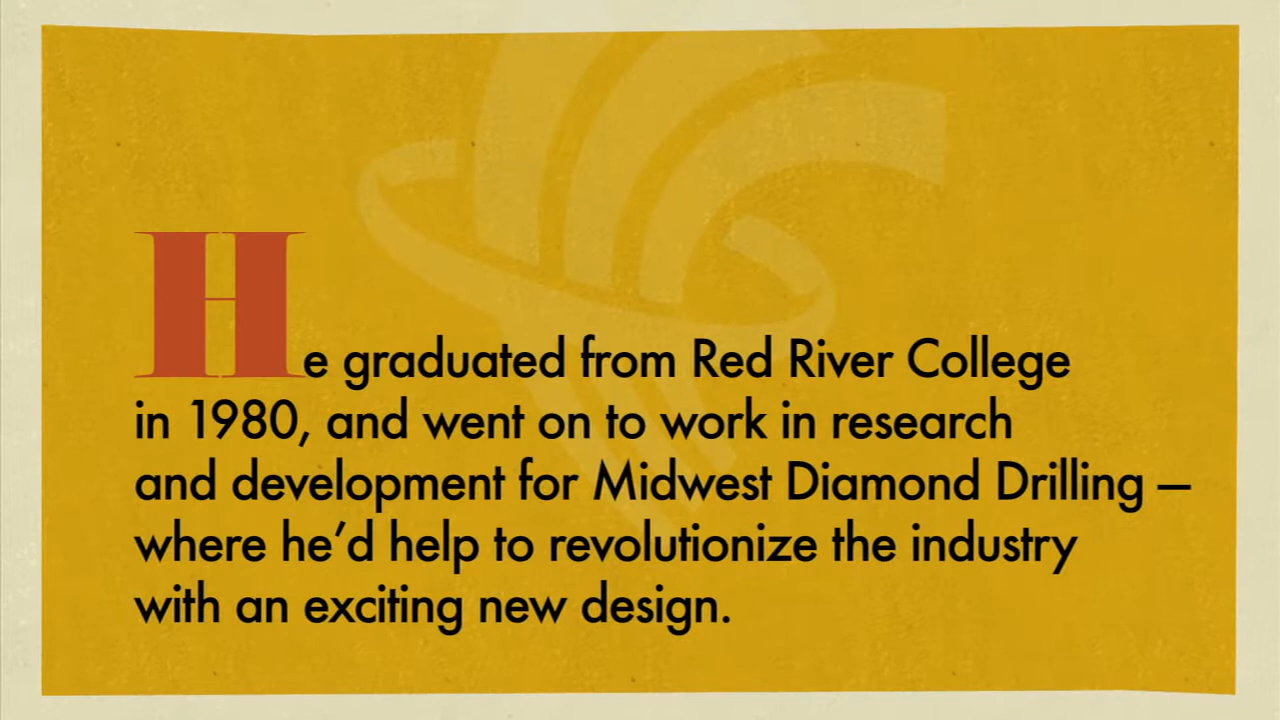 He graduated from Red River College
in 1980, and went on to work in research
and development for Midwest Diamond Drilling –
where he’d help to revolutionize the industry
with an exciting new design.